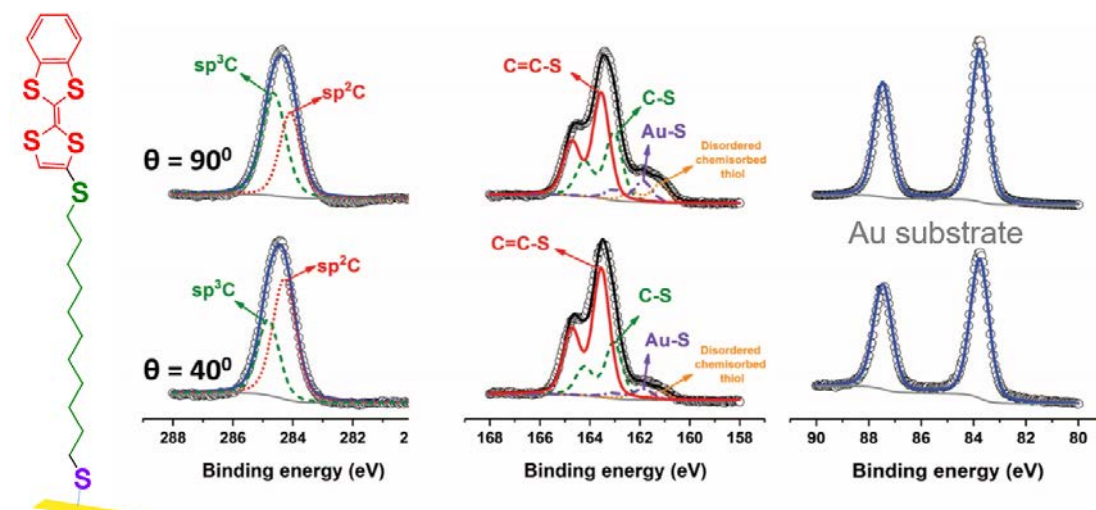 S S
S S
S
S
θ = 90⁰
sp³C
sp²C
C=C-S
C-S
Au-S
Disordered
chemisorbed
thiol
Au substrate
θ = 40⁰
sp³C
sp²C
C=C-S
C-S
Au-S
Disordered
chemisorbed
thiol
288 286 284 2
168 166 164 162 160 158
90 88 86 84 82 80
Binding energy (eV)
Binding energy (eV)
Binding energy (eV)